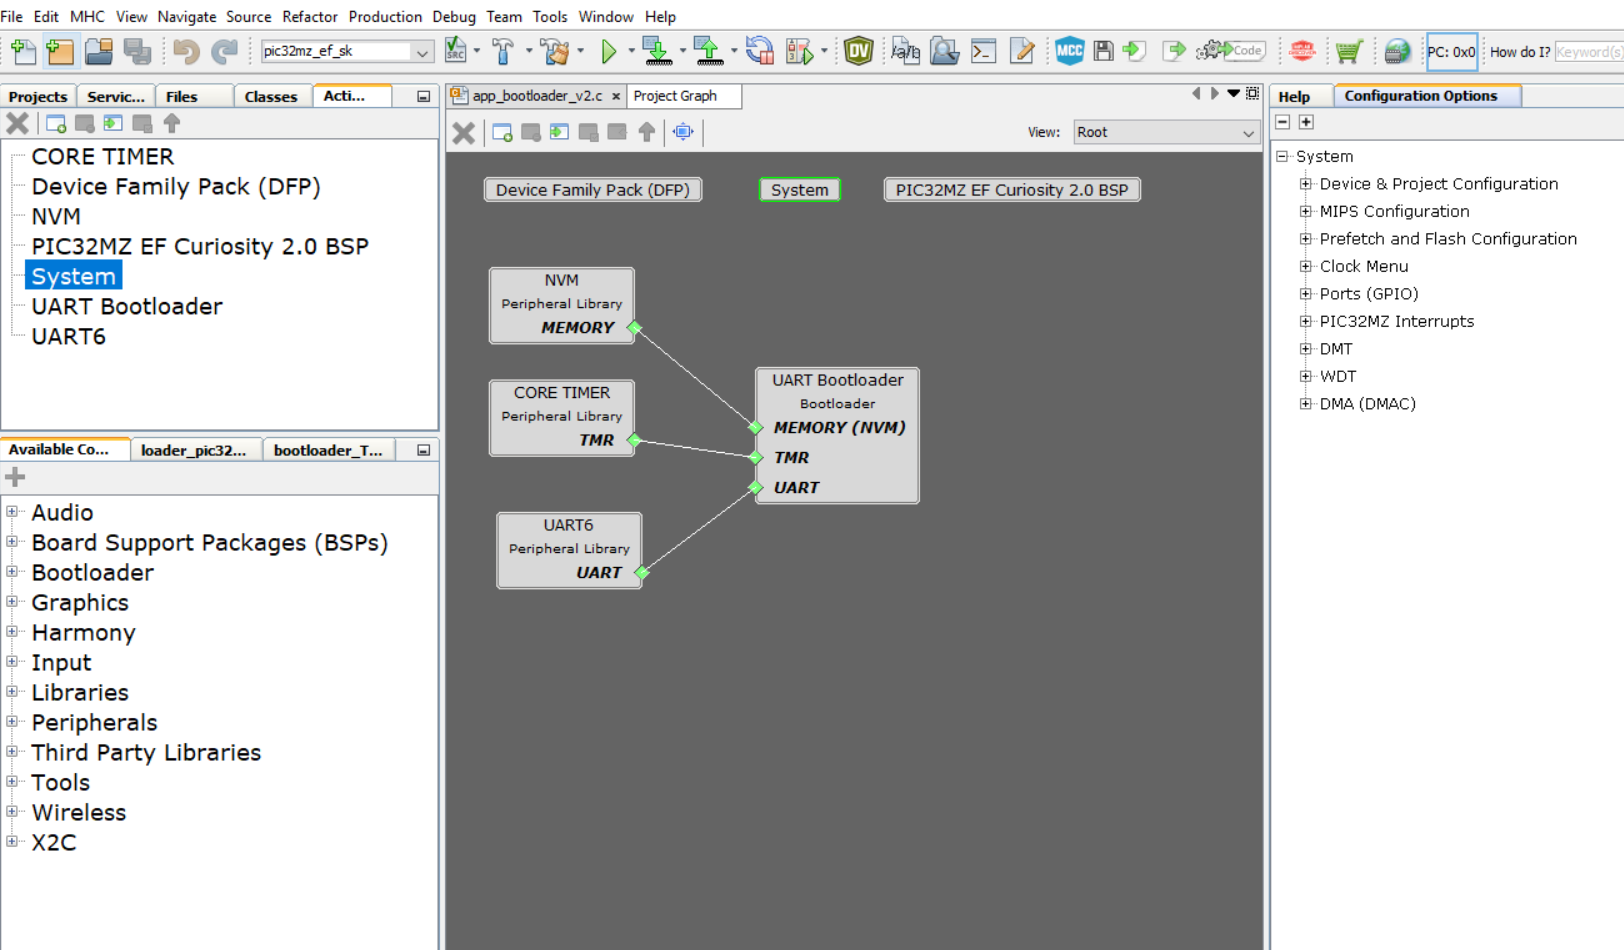 File Edit MHC View Navigate Source Refactor Production Debug Team Tools Window Help
pic32mz_ef_sk
SRC
DV
/a/b
MCC
Code
PC: 0x0
How do I?
Keyword(s)
Projects
Servic...
Files
Classes
Acti...
CORE TIMER
Device Family Pack (DFP)
NVM
PIC32MZ EF Curiosity 2.0 BSP
System
UART Bootloader
UART6
Available Co...
loader_pic32...
bootloader_T...
Audio
Board Support Packages (BSPs)
Bootloader
Graphics
Harmony
Input
Libraries
Peripherals
Third Party Libraries
Tools
Wireless
X2C
app_bootloader_v2.c
Project Graph
View:
Root
Device Family Pack (DFP)
System
PIC32MZ EF Curiosity 2.0 BSP
NVM
Peripheral Library
MEMORY
CORE TIMER
Peripheral Library
TMR
UART6
Peripheral Library
UART
UART Bootloader
Bootloader
MEMORY (NVM)
TMR
UART
Help
Configuration Options
System
Device & Project Configuration
MIPS Configuration
Prefetch and Flash Configuration
Clock Menu
Ports (GPIO)
PIC32MZ Interrupts
DMT
WDT
DMA (DMAC)